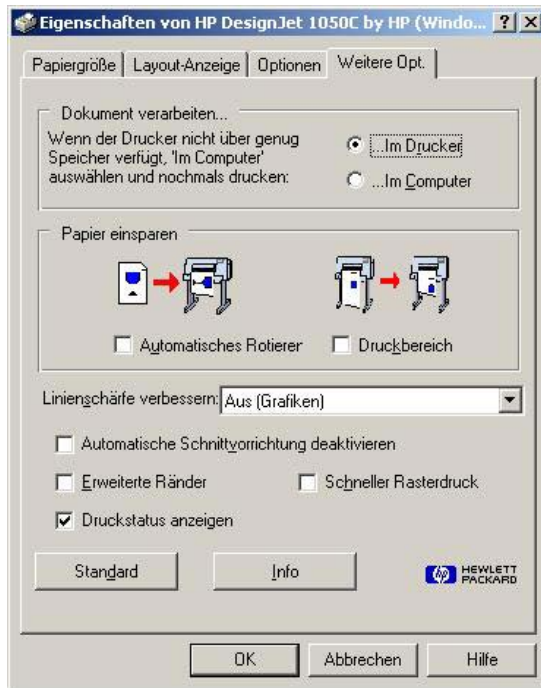 Eigenschaften von HP DesignJet 1050C by HP (Windo...
Papiergröße
Layout-Anzeige
Optionen
Weitere Opt.
Dokument verarbeiten...
Wenn der Drucker nicht über genug
Speicher verfügt, 'Im Computer'
auswählen und nochmals drucken:
...Im Drucker
...Im Computer
Papier einsparen
Automatisches Rotierer
Druckbereich
Linienschärfe verbessern:
Aus (Grafiken)
Automatische Schnittvorrichtung deaktivieren
Erweiterte Ränder
Schneller Rasterdruck
Druckstatus anzeigen
Standard
Info
hp
HEWLETT
PACKARD
OK
Abbrechen
Hilfe